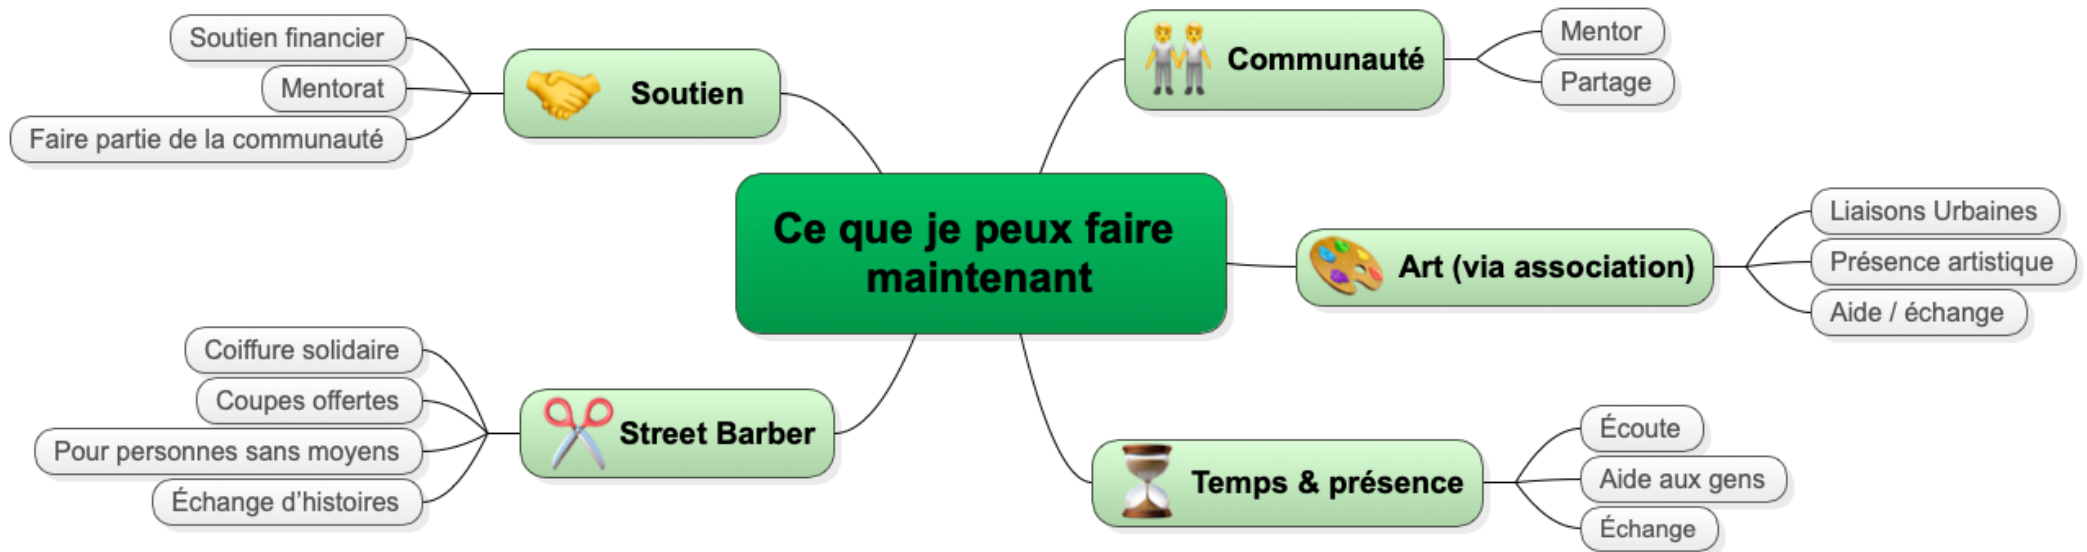 Ce que je peux faire
maintenant
Communauté
Mentor
Partage
Art (via association)
Liaisons Urbaines
Présence artistique
Aide / échange
Temps & présence
Écoute
Aide aux gens
Échange
Street Barber
Coiffure solidaire
Coupes offertes
Pour personnes sans moyens
Échange d’histoires
Soutien
Soutien financier
Mentorat
Faire partie de la communauté